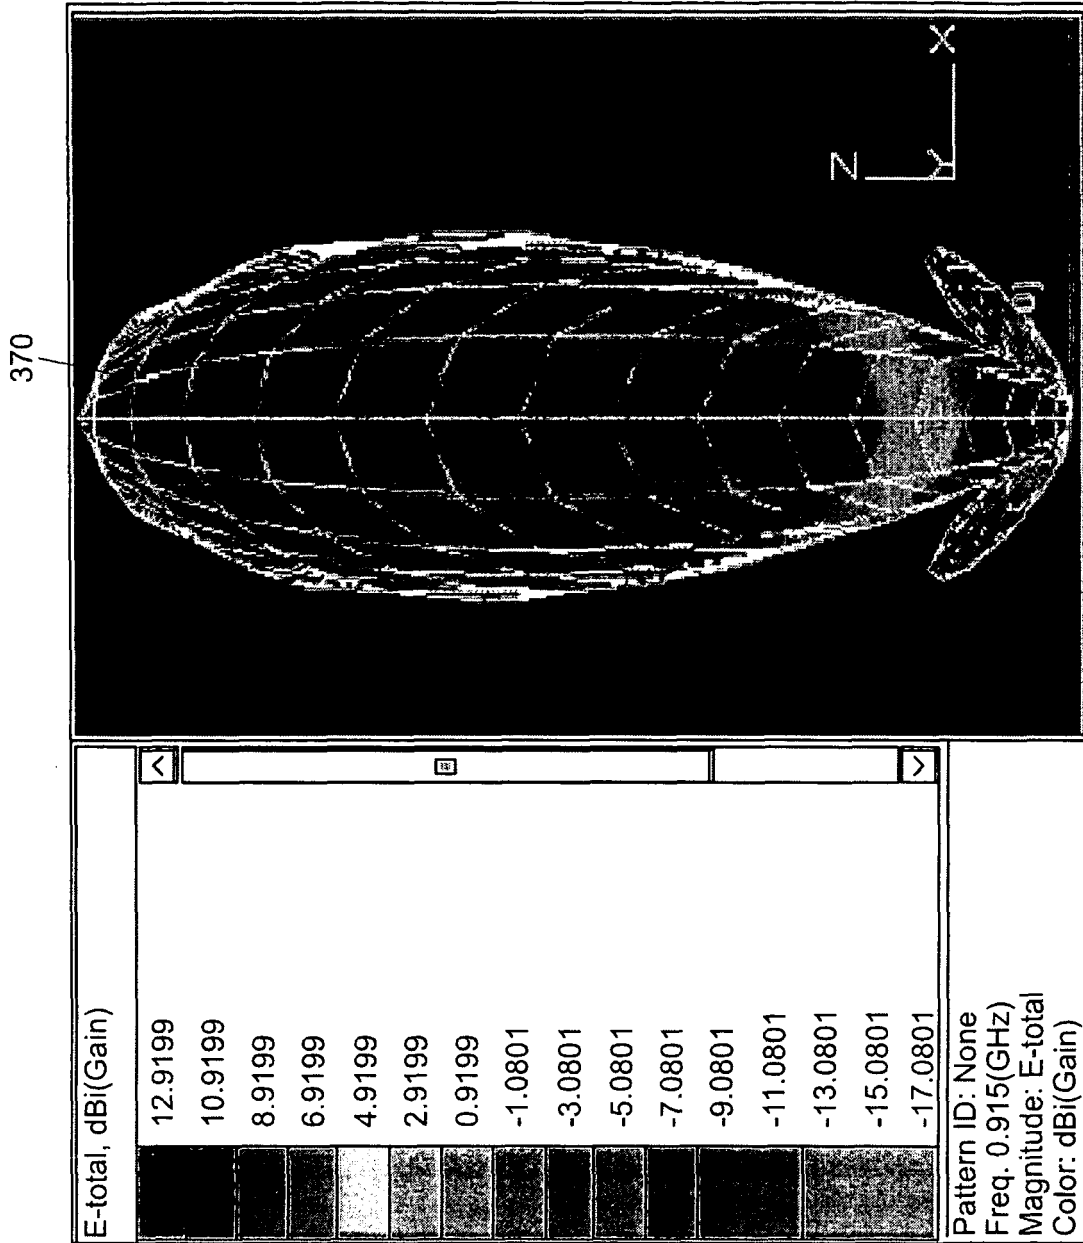 370
Z
Y
X
E-total, dBi(Gain)
12.9199
10.9199
8.9199
6.9199
4.9199
2.9199
0.9199
-1.0801
-3.0801
-5.0801
-7.0801
-9.0801
-11.0801
-13.0801
-15.0801
-17.0801
Pattern ID: None
Freq. 0.915(GHz)
Magnitude: E-total
Color: dBi(Gain)